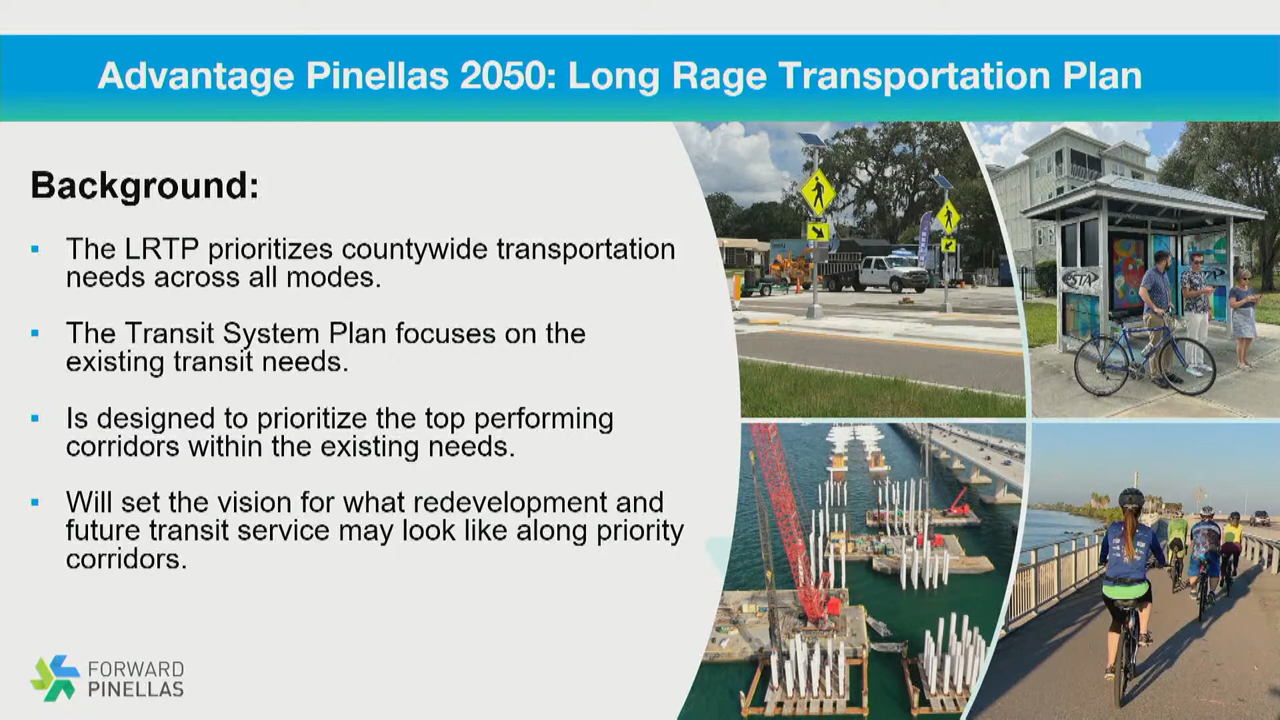 Advantage Pinellas 2050: Long Rage Transportation Plan
Background:
▪ The LRTP prioritizes countywide transportation
needs across all modes.
▪ The Transit System Plan focuses on the
existing transit needs.
▪ Is designed to prioritize the top performing
corridors within the existing needs.
▪ Will set the vision for what redevelopment and
future transit service may look like along priority
corridors.
FORWARD
PINELLAS
PSTA